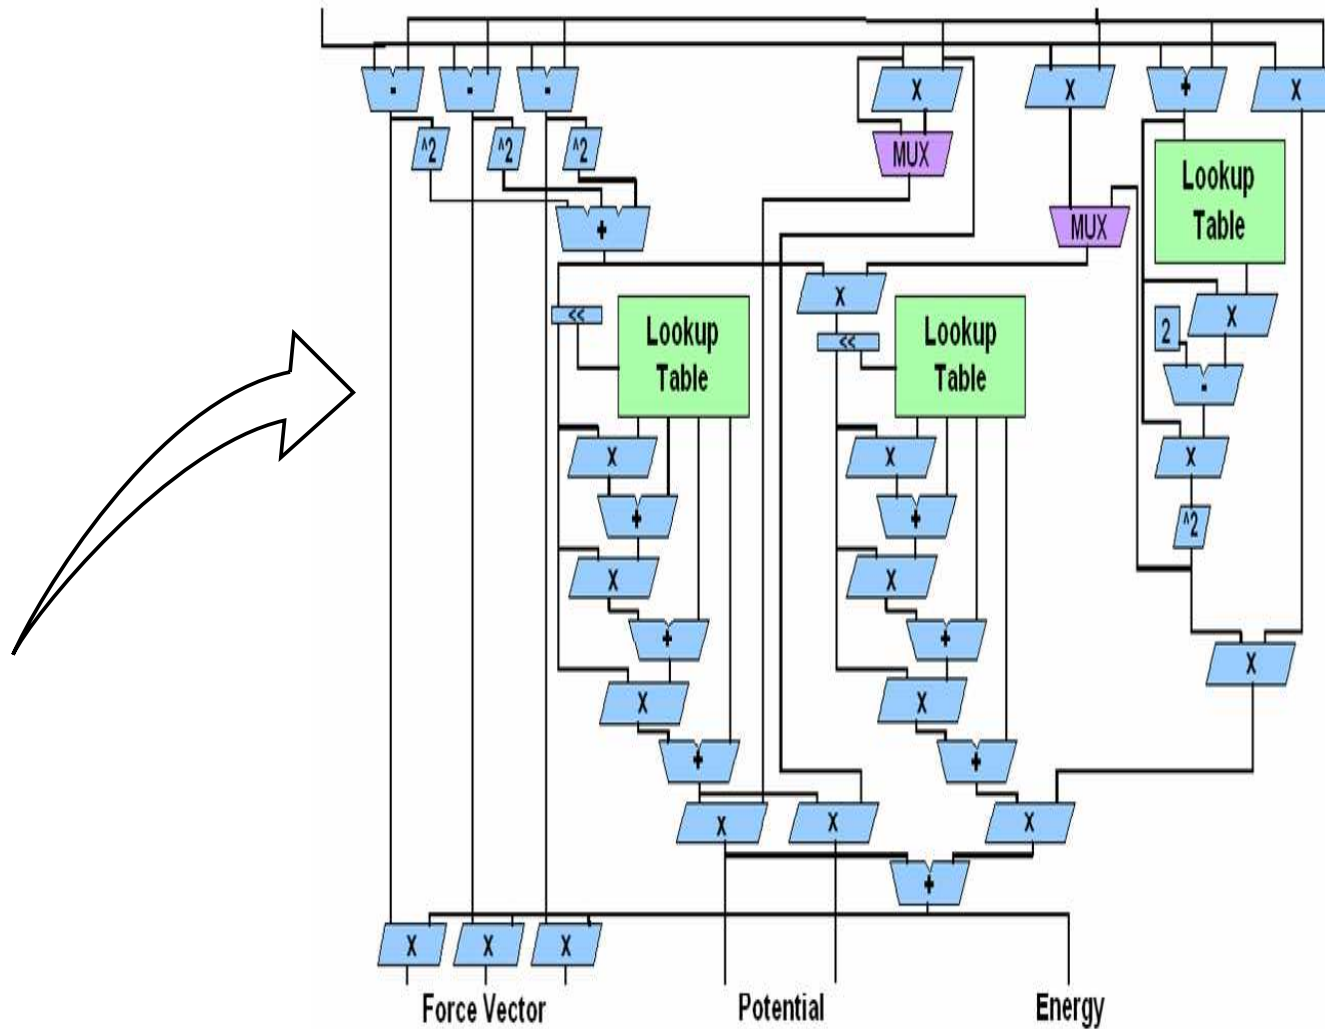 - - - X X + X
^2 ^2 ^2 MUX
Lookup
Table
+ MUX
X X
<< Lookup
Table
<< Lookup
Table
2
-
X X X
+ + ^2
X X
+ +
X
X X
+ +
X X X
+
X X X
Force Vector Potential Energy